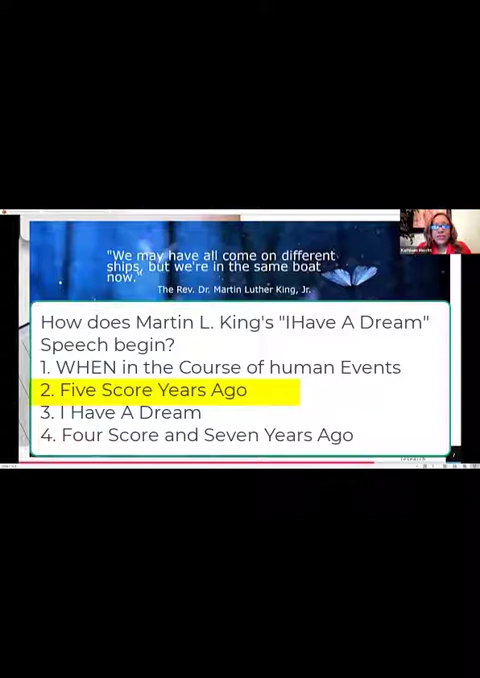 "We may have all come on different
ships, but we're in the same boat
now."
The Rev. Dr. Martin Luther King, Jr.
How does Martin L. King's "IHave A Dream"
Speech begin?
1. WHEN in the Course of human Events
2. Five Score Years Ago
3. I Have A Dream
4. Four Score and Seven Years Ago